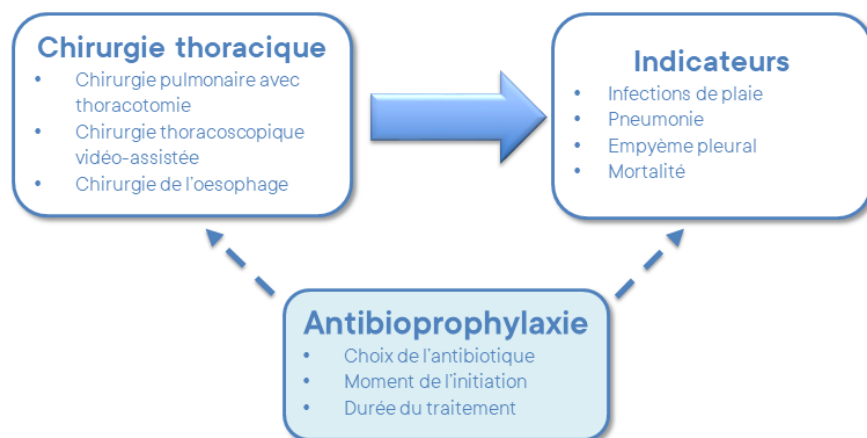 Chirurgie thoracique
• Chirurgie pulmonaire avec
thoracotomie
• Chirurgie thoracoscopique
vidéo-assistée
• Chirurgie de l'oesophage
Indicateurs
• Infections de plaie
• Pneumonie
• Empyème pleural
• Mortalité
Antibioprophylaxie
• Choix de l'antibiotique
• Moment de l'initiation
• Durée du traitement